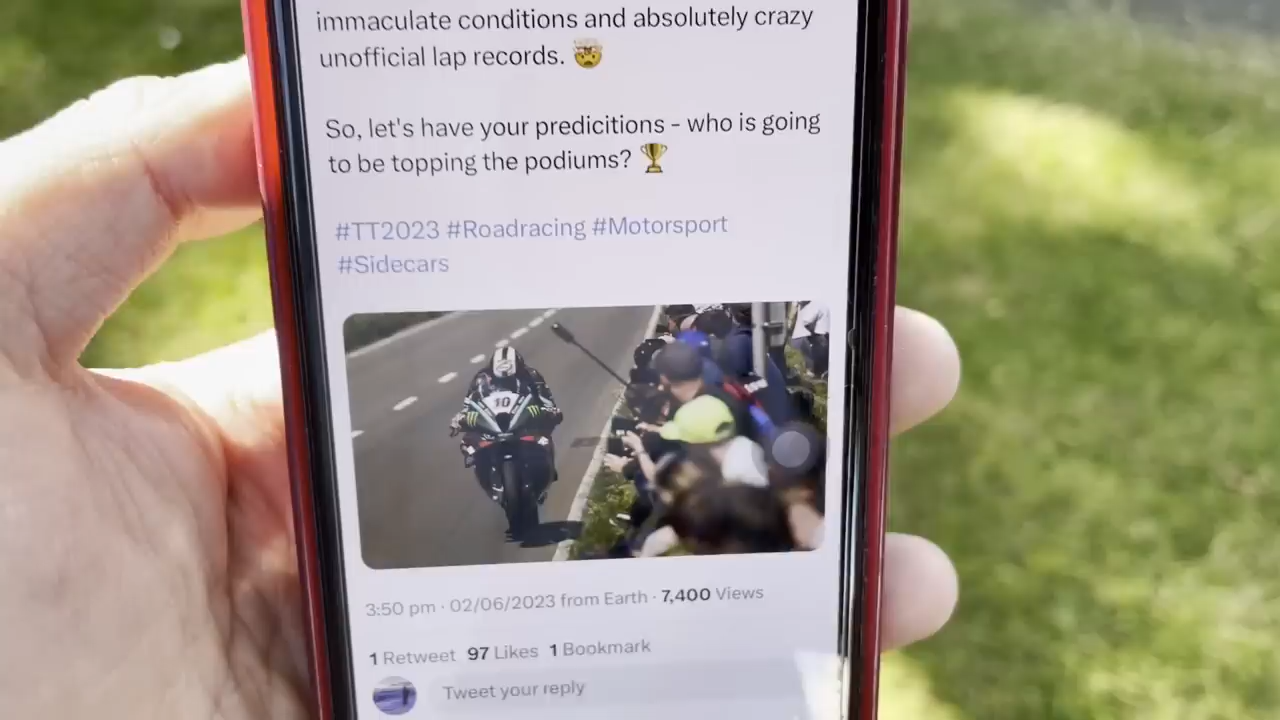 immaculate conditions and absolutely crazy
unofficial lap records. 🤯
So, let's have your predicitions - who is going
to be topping the podiums? 🏆
#TT2023 #Roadracing #Motorsport
#Sidecars
10
3:50 pm · 02/06/2023 from Earth · 7,400 Views
1 Retweet 97 Likes 1 Bookmark
Tweet your reply